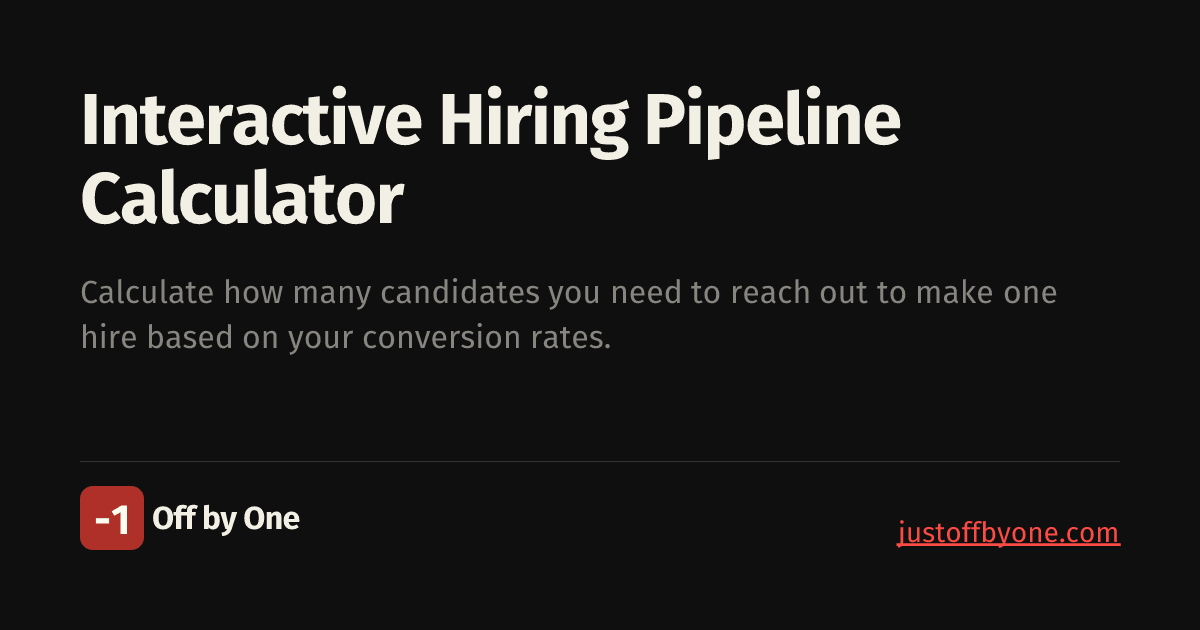 Interactive Hiring Pipeline
Calculator
Calculate how many candidates you need to reach out to make one
hire based on your conversion rates.
-1 Off by One
justoffbyone.com